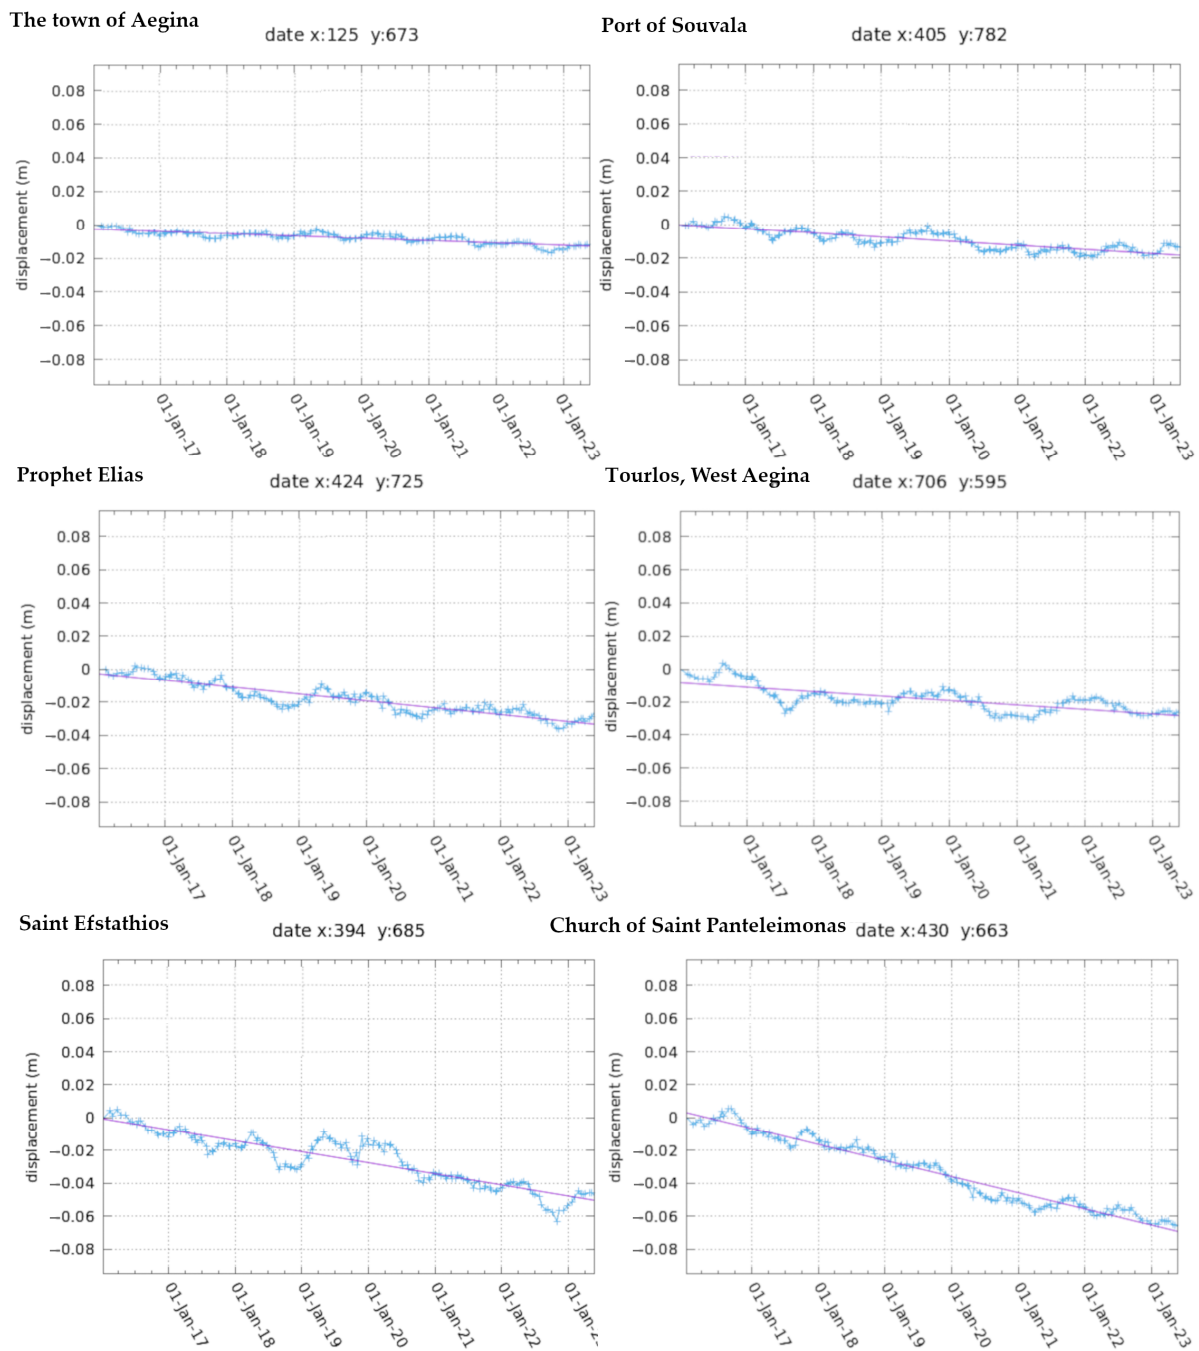 The town of Aegina
date x:125 y:673
displacement (m)
0.08
0.06
0.04
0.02
0
−0.02
−0.04
−0.06
−0.08
01-Jan-17
01-Jan-18
01-Jan-19
01-Jan-20
01-Jan-21
01-Jan-22
01-Jan-23
Port of Souvala
date x:405 y:782
displacement (m)
0.08
0.06
0.04
0.02
0
−0.02
−0.04
−0.06
−0.08
01-Jan-17
01-Jan-18
01-Jan-19
01-Jan-20
01-Jan-21
01-Jan-22
01-Jan-23
Prophet Elias
date x:424 y:725
displacement (m)
0.08
0.06
0.04
0.02
0
−0.02
−0.04
−0.06
−0.08
01-Jan-17
01-Jan-18
01-Jan-19
01-Jan-20
01-Jan-21
01-Jan-22
01-Jan-23
Tourlos, West Aegina
date x:706 y:595
displacement (m)
0.08
0.06
0.04
0.02
0
−0.02
−0.04
−0.06
−0.08
01-Jan-17
01-Jan-18
01-Jan-19
01-Jan-20
01-Jan-21
01-Jan-22
01-Jan-23
Saint Efstathios
date x:394 y:685
displacement (m)
0.08
0.06
0.04
0.02
0
−0.02
−0.04
−0.06
−0.08
01-Jan-17
01-Jan-18
01-Jan-19
01-Jan-20
01-Jan-21
01-Jan-22
01-Jan-2
Church of Saint Panteleimonas
date x:430 y:663
displacement (m)
0.08
0.06
0.04
0.02
0
−0.02
−0.04
−0.06
−0.08
01-Jan-17
01-Jan-18
01-Jan-19
01-Jan-20
01-Jan-21
01-Jan-22
01-Jan-23